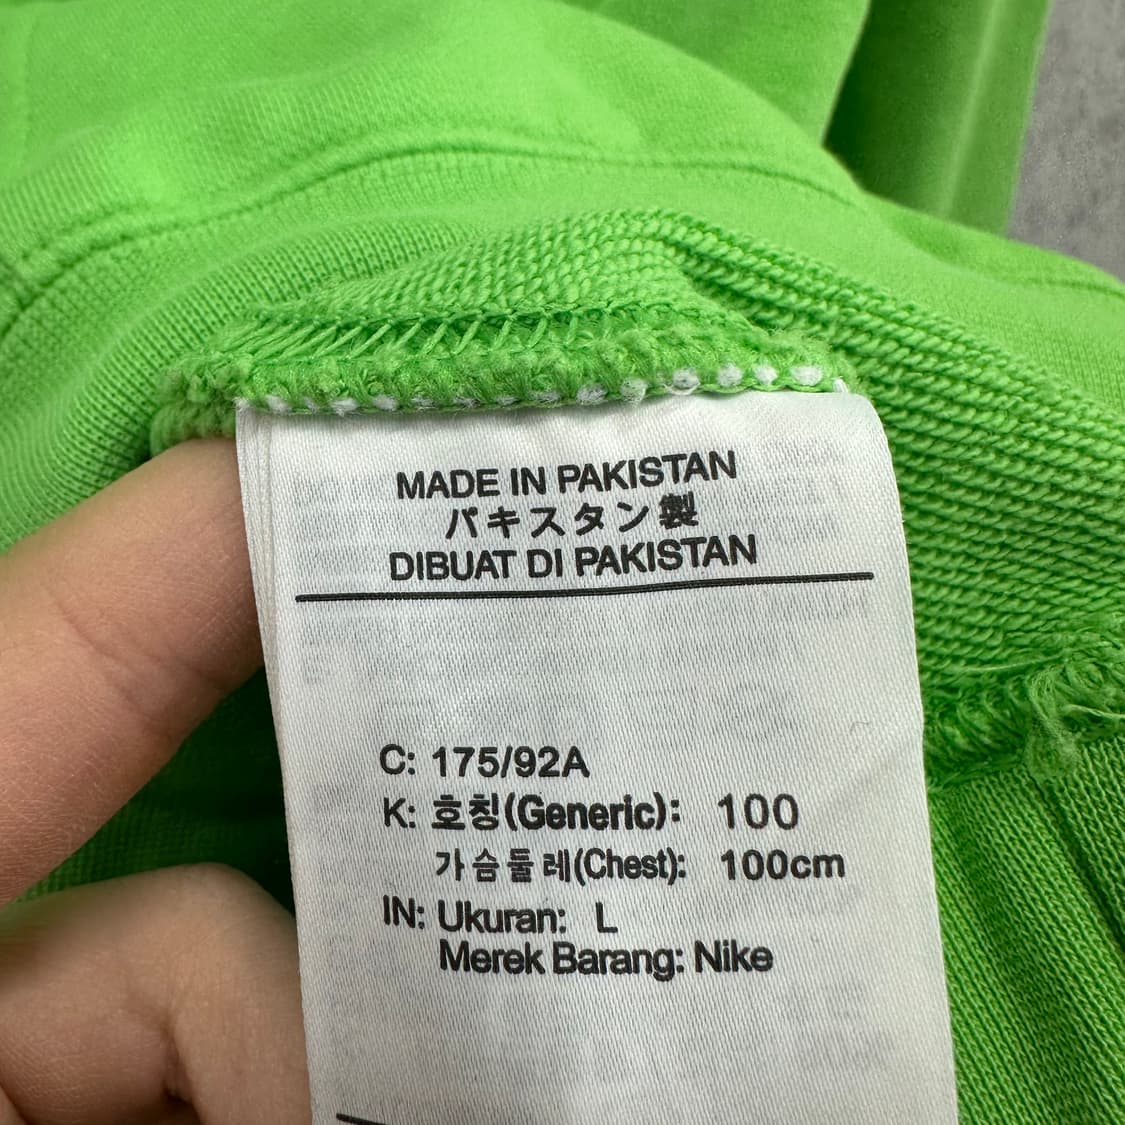 MADE IN PAKISTAN
パキスタン製
DIBUAT DI PAKISTAN
C: 175/92A
K: 호칭(Generic): 100
가슴둘레(Chest): 100cm
IN: Ukuran: L
Merek Barang: Nike